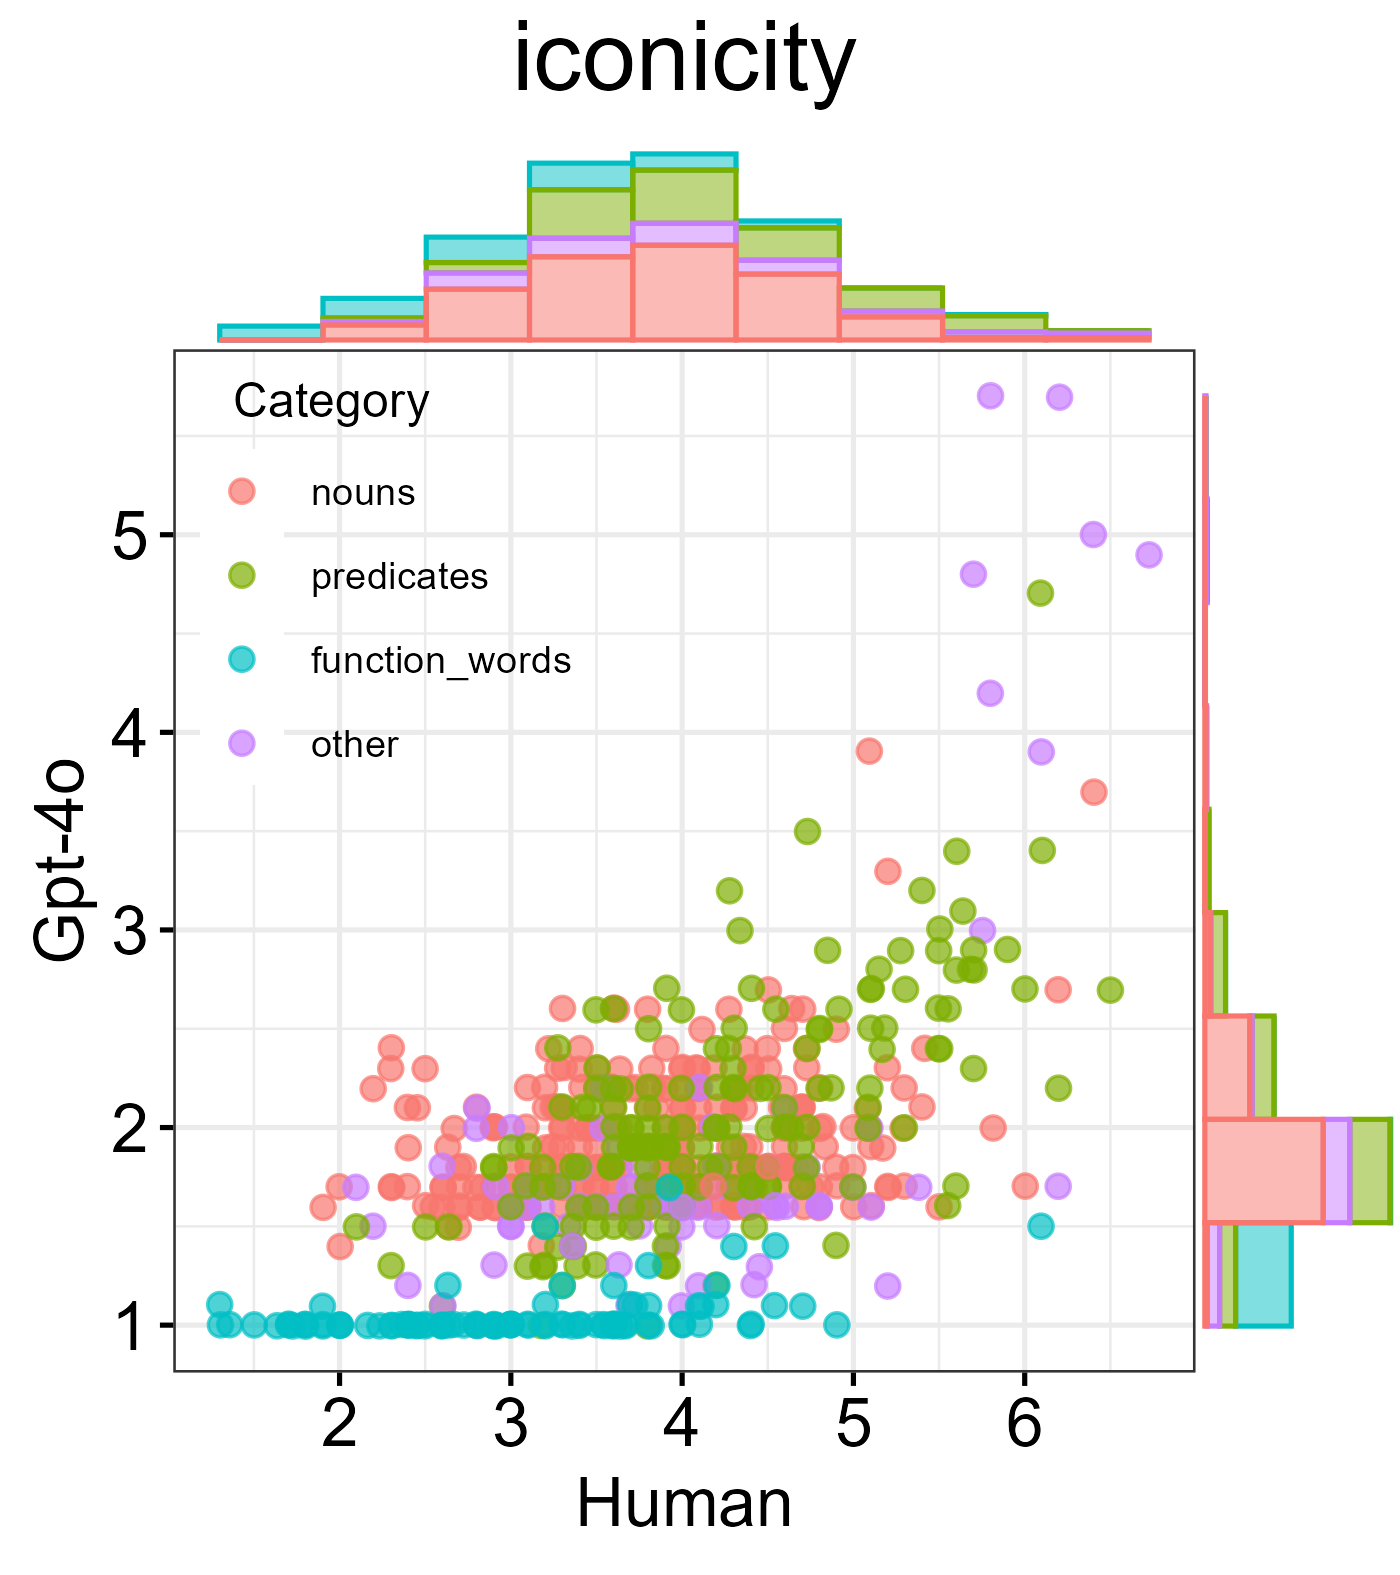 iconicity
Category
nouns
predicates
function_words
other
Gpt-4o
5
4
3
2
1
2 3 4 5 6
Human